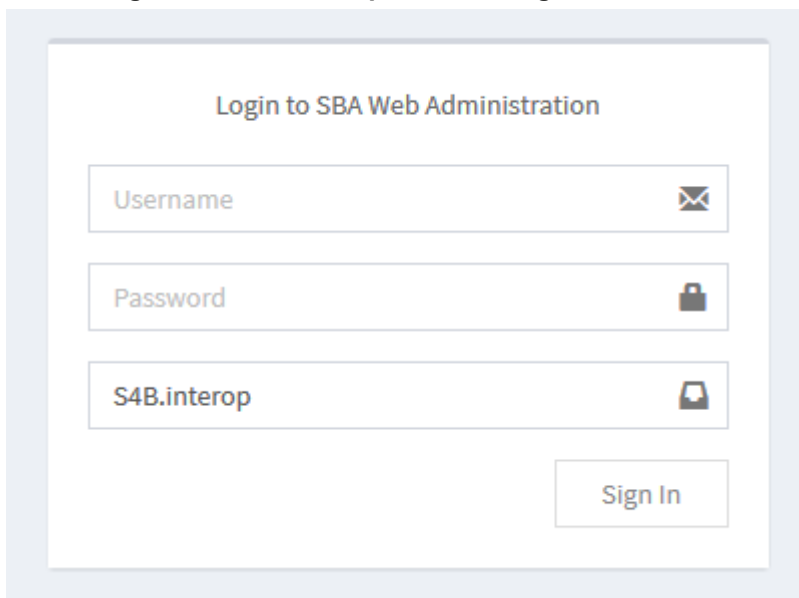 Login to SBA Web Administration
Username
Password
S4B.interop
Sign In